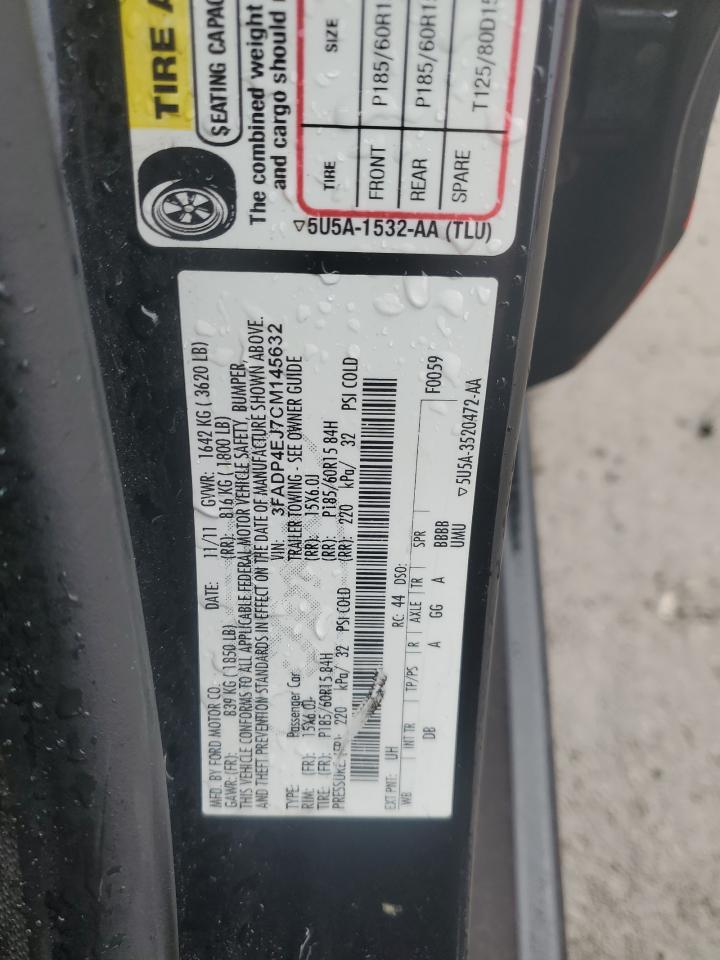 TIRE A
SEATING CAPAC
The combined weight
and cargo should
TIRE SIZE
FRONT P185/60R1
REAR P185/60R15
SPARE T125/80D15
▽5U5A-1532-AA (TLU)
MFD. BY FORD MOTOR CO. DATE: 11/11 GVWR: 1642 KG ( 3620 LB)
GAWR: (FR): 839 KG (1850 LB) (RR): 816 KG ( 1800 LB)
THIS VEHICLE CONFORMS TO ALL APPLICABLE FEDERAL MOTOR VEHICLE SAFETY, BUMPER,
AND THEFT PREVENTION STANDARDS IN EFFECT ON THE DATE OF MANUFACTURE SHOWN ABOVE.
VIN: 3FADP4EJ7CM145632
TYPE: Passenger Car TRAILER TOWING - SEE OWNER GUIDE
RIM: (FR): 15X6.0J (RR): 15X6.0J
TIRE: (FR): P185/60R15 84H (RR): P185/60R15 84H
PRESSURE (FR): 220 kPa/ 32 PSI COLD (RR): 220 kPa/ 32 PSI COLD
EXT PNT: UH RC: 44 DSO: F0059
WB INT TR TP/PS R AXLE TR SPR
DB A GG A BBBB
UMU
▽5U5A-3520472-AA